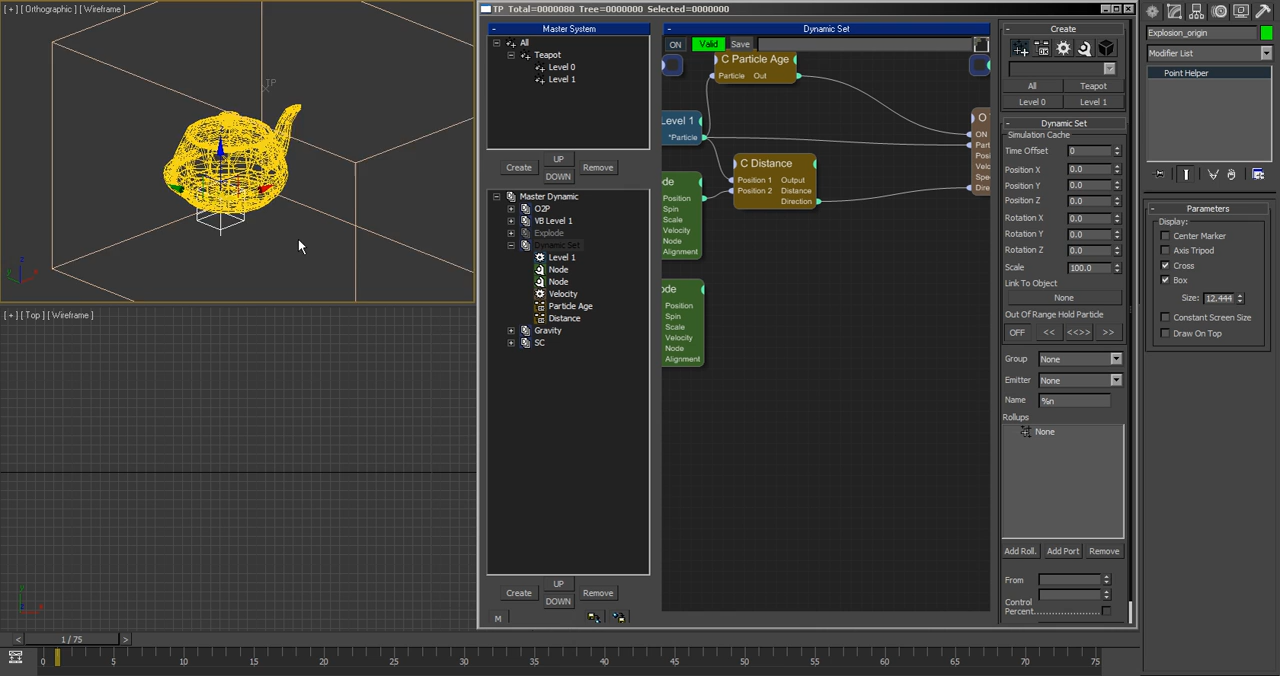 [ + ] [ Orthographic ] [ Wireframe ]
TP
z
y
x
[ + ] [ Top ] [ Wireframe ]
TP Total=0000080 Tree=0000000 Selected=0000000
- Master System
All
Teapot
Level 0
Level 1
Create
UP
DOWN
Remove
Master Dynamic
O2P
VB Level 1
Explode
Dynamic Set
Level 1
Node
Node
Velocity
Particle Age
Distance
Gravity
SC
Create
UP
DOWN
Remove
M
- Dynamic Set
ON
Valid
Save
C Particle Age
Particle Out
Level 1
*Particle
C Distance
Position 1 Output
Position 2 Distance
Direction
ode
Position
Spin
Scale
Velocity
Node
Alignment
ode
Position
Spin
Scale
Velocity
Node
Alignment
O
ON
Part
Posi
Velc
Spe
Dire
- Create
All
Teapot
Level 0
Level 1
- Dynamic Set
Simulation Cache
Time Offset 0
Position X 0.0
Position Y 0.0
Position Z 0.0
Rotation X 0.0
Rotation Y 0.0
Rotation Z 0.0
Scale 100.0
Link To Object
None
Out Of Range Hold Particle
OFF << <<>> >>
Group None
Emitter None
Name %n
Rollups
None
Add Roll.
Add Port
Remove
From
Control
Percent
Explosion_origin
Modifier List
Point Helper
- Parameters
Display:
Center Marker
Axis Tripod
Cross
Box
Size: 12.444
Constant Screen Size
Draw On Top
< 1 / 75 >
0 5 10 15 20 25 30 35 40 45 50 55 60 65 70 75